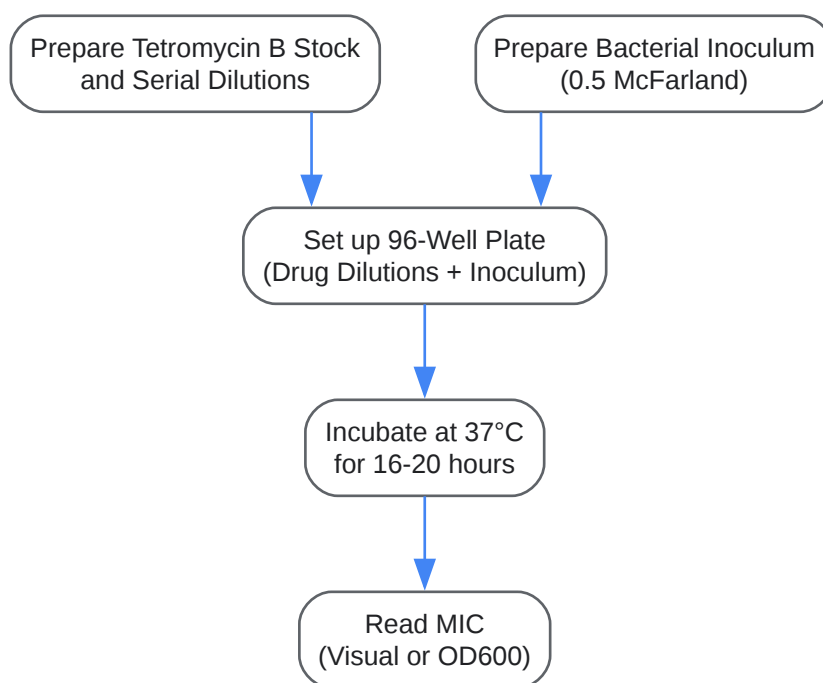 Prepare Tetromycin B Stock
and Serial Dilutions
Prepare Bacterial Inoculum
(0.5 McFarland)
Set up 96-Well Plate
(Drug Dilutions + Inoculum)
Incubate at 37°C
for 16-20 hours
Read MIC
(Visual or OD600)